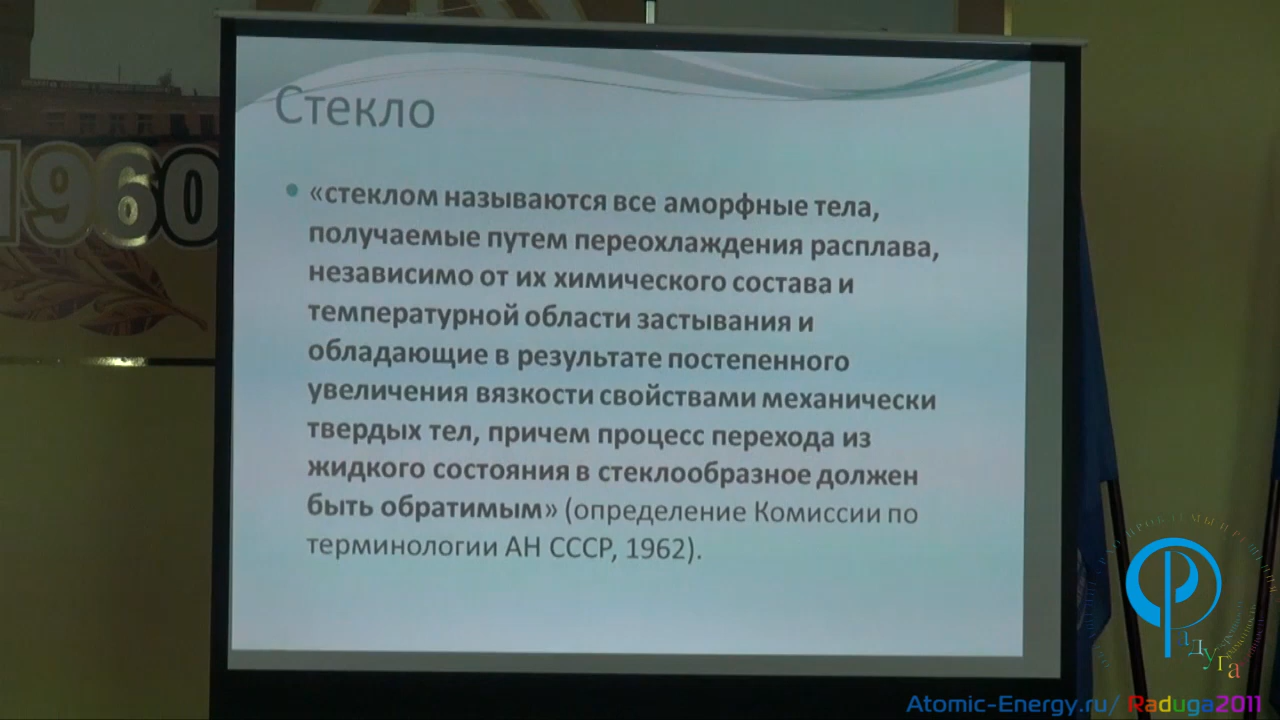 1960
Стекло
• «стеклом называются все аморфные тела,
получаемые путем переохлаждения расплава,
независимо от их химического состава и
температурной области застывания и
обладающие в результате постепенного
увеличения вязкости свойствами механически
твердых тел, причем процесс перехода из
жидкого состояния в стеклообразное должен
быть обратимым» (определение Комиссии по
терминологии АН СССР, 1962).
Радуга
Atomic-Energy.ru/ Raduga2011